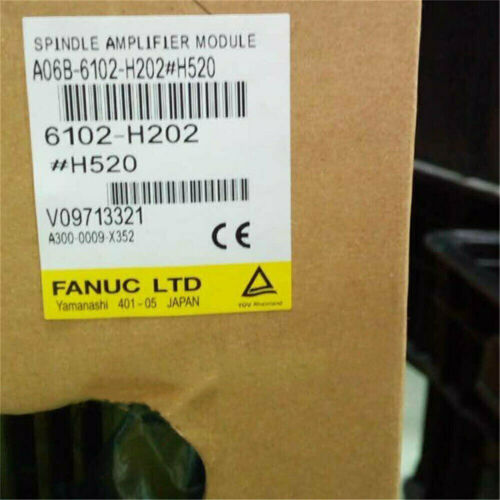 SPINDLE AMPLIFIER MODULE
A06B-6102-H202#H520
6102-H202
#H520
V09713321
A300-0009-X352
CE
FANUC LTD
Yamanashi 401-05 JAPAN
TÜV Rheinland